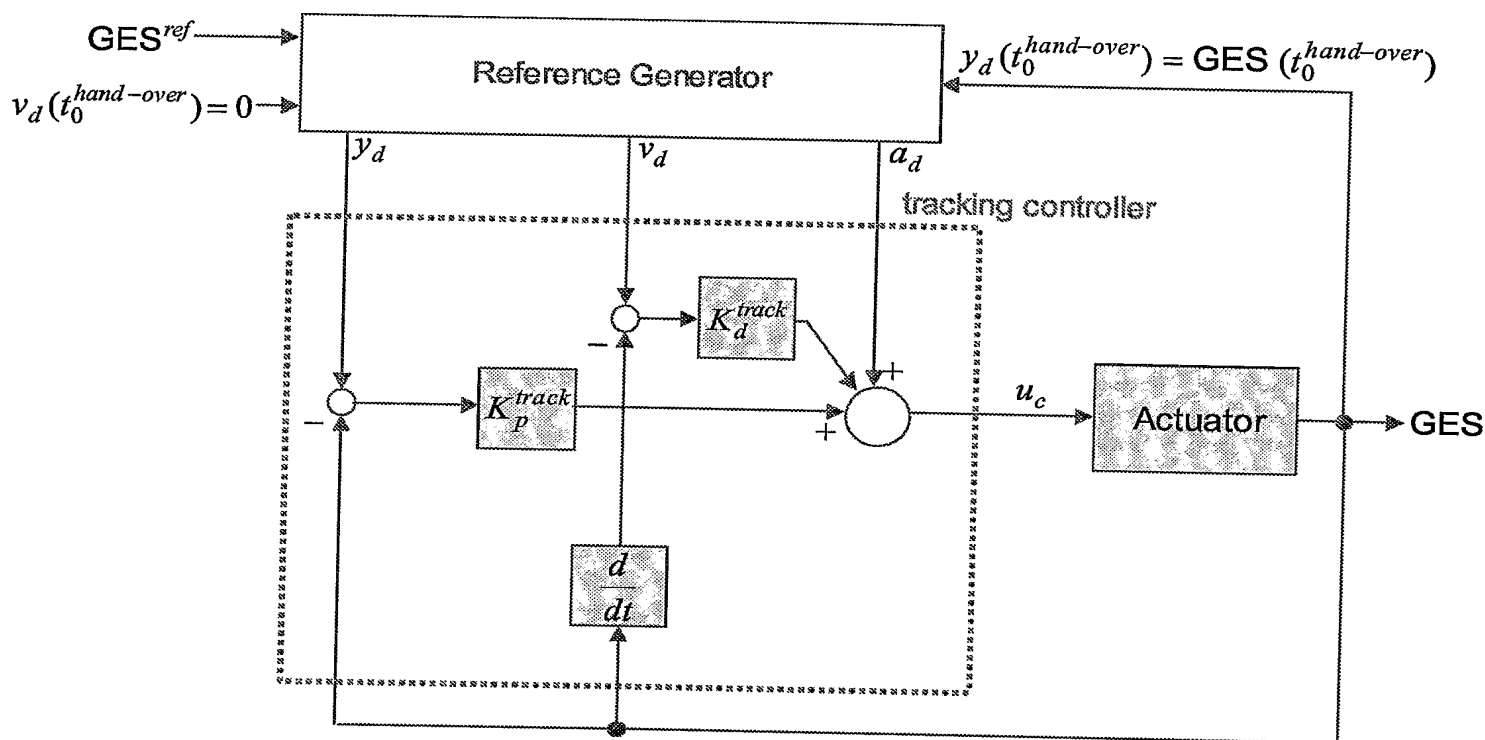 GES^ref
Reference Generator
y_d(t_0^hand–over) = GES (t_0^hand–over)
v_d(t_0^hand–over) = 0
y_d
v_d
a_d
tracking controller
K_d^track
–
+
K_p^track
–
+
u_c
Actuator
GES
d
dt